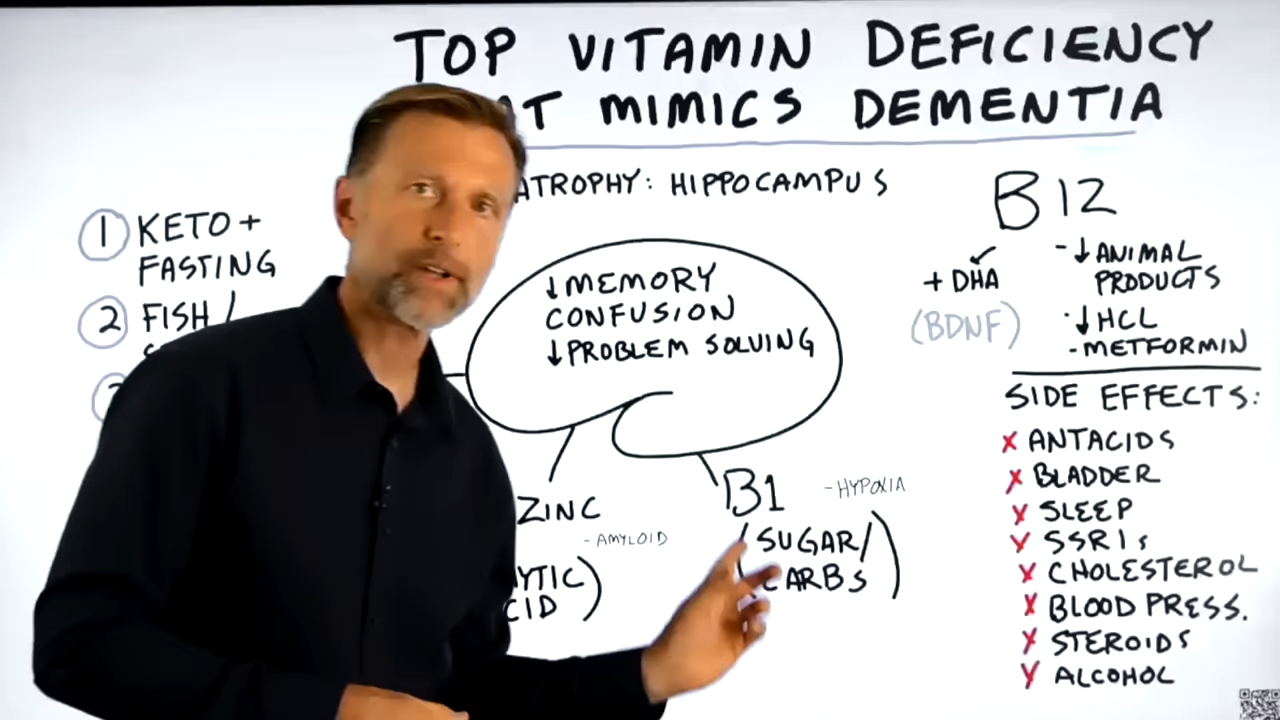 TOP VITAMIN DEFICIENCY
MIMICS DEMENTIA
ATROPHY: HIPPOCAMPUS
1 KETO +
FASTING
2 FISH/
↓MEMORY
CONFUSION
↓PROBLEM SOLVING
ZINC
- AMYLOID
B1
- HYPOXIA
(SUGAR/
CARBS)
B12
- ↓ANIMAL
PRODUCTS
+ DHA ✓
(BDNF)
·↓HCL
- METFORMIN
SIDE EFFECTS:
X ANTACIDS
X BLADDER
X SLEEP
X SSRIs
X CHOLESTEROL
X BLOOD PRESS.
X STEROIDS
X ALCOHOL